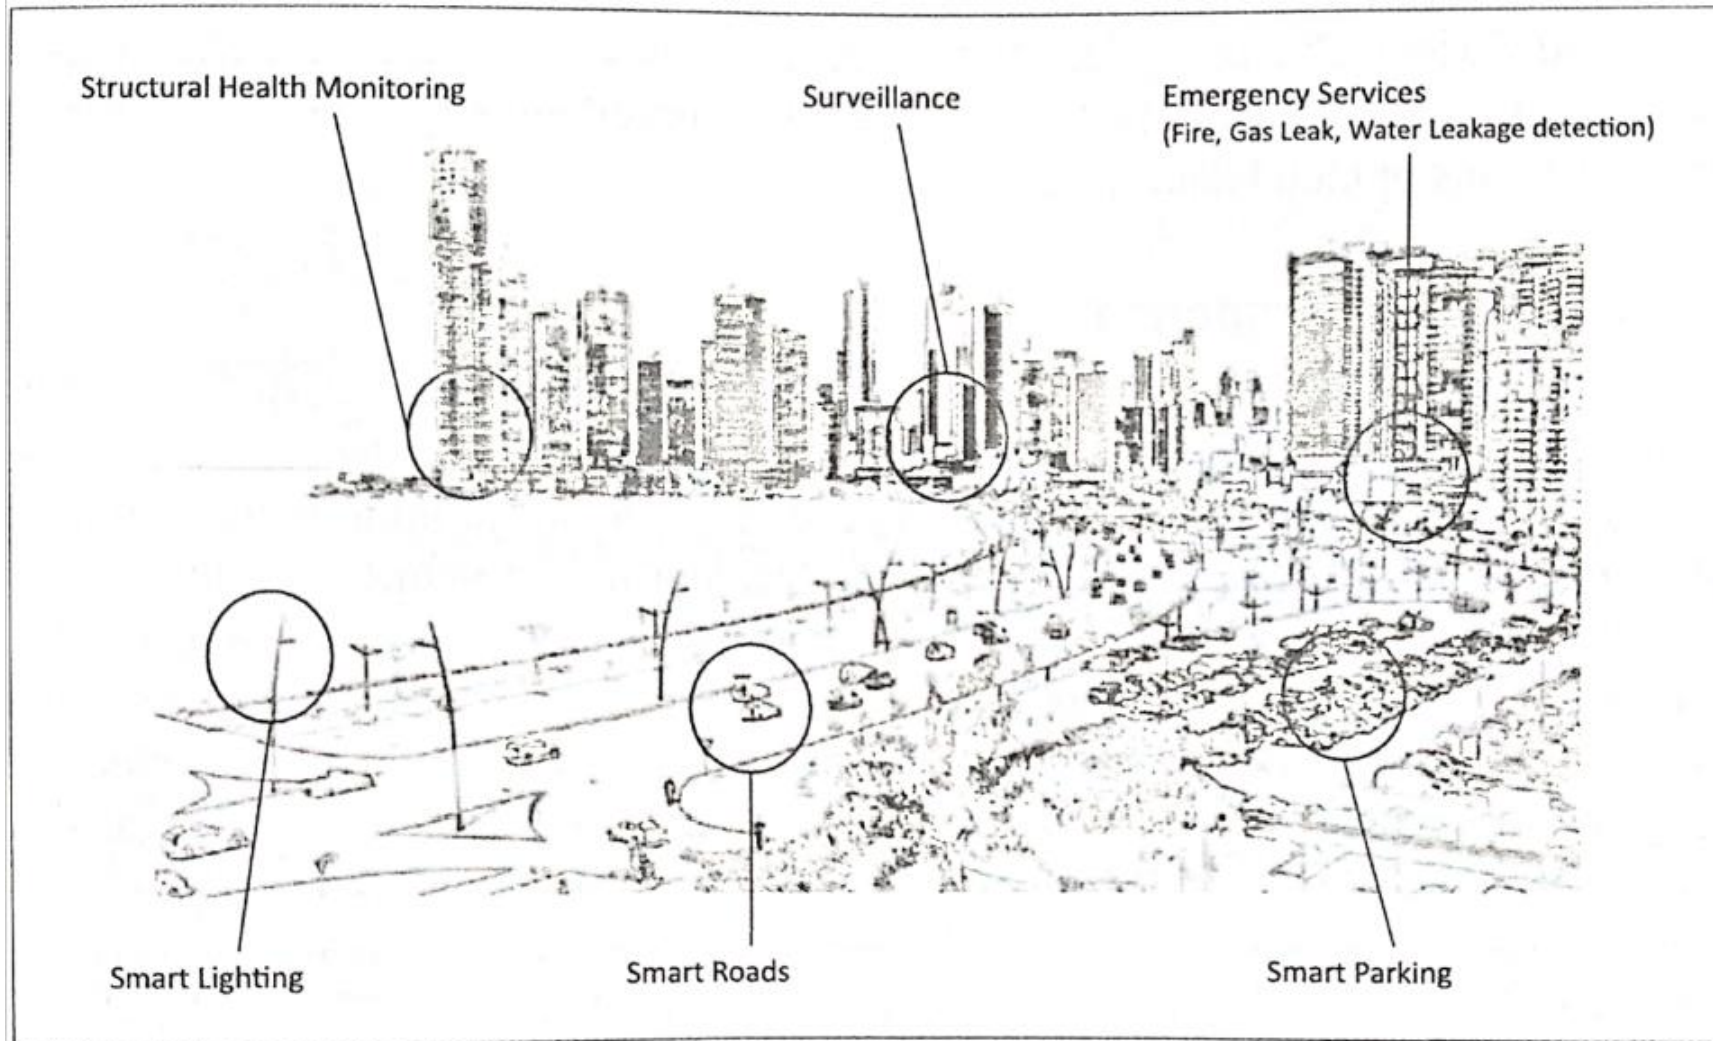 Structural Health Monitoring
Surveillance
Emergency Services
(Fire, Gas Leak, Water Leakage detection)
Smart Lighting
Smart Roads
Smart Parking